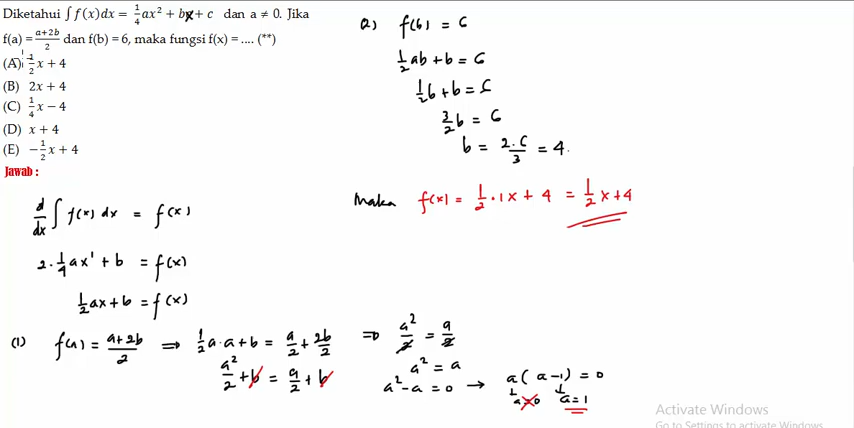 Diketahui ∫ f(x)dx = 1/4 ax² + bx + c dan a ≠ 0. Jika
f(a) = (a+2b)/2 dan f(b) = 6, maka fungsi f(x) = .... (**)
(A) 1/2 x + 4
(B) 2x + 4
(C) 1/4 x − 4
(D) x + 4
(E) −1/2 x + 4
Jawab :
d/dx ∫ f(x) dx = f(x)
2 · 1/4 ax¹ + b = f(x)
1/2 ax + b = f(x)
(1) f(a) = (a+2b)/2 ⇒ 1/2 a · a + b = a/2 + 2b/2 ⇒ a²/2 = a/2
a²/2 + b = a/2 + b
a² = a
a² − a = 0 → a(a−1) = 0
a=0 a=1
2) f(b) = 6
1/2 ab + b = 6
1/2 b + b = 6
3/2 b = 6
b = 2·6/3 = 4.
Maka f(x) = 1/2 · 1x + 4 = 1/2 x + 4
Activate Windows
Go to Settings to activate Windows.